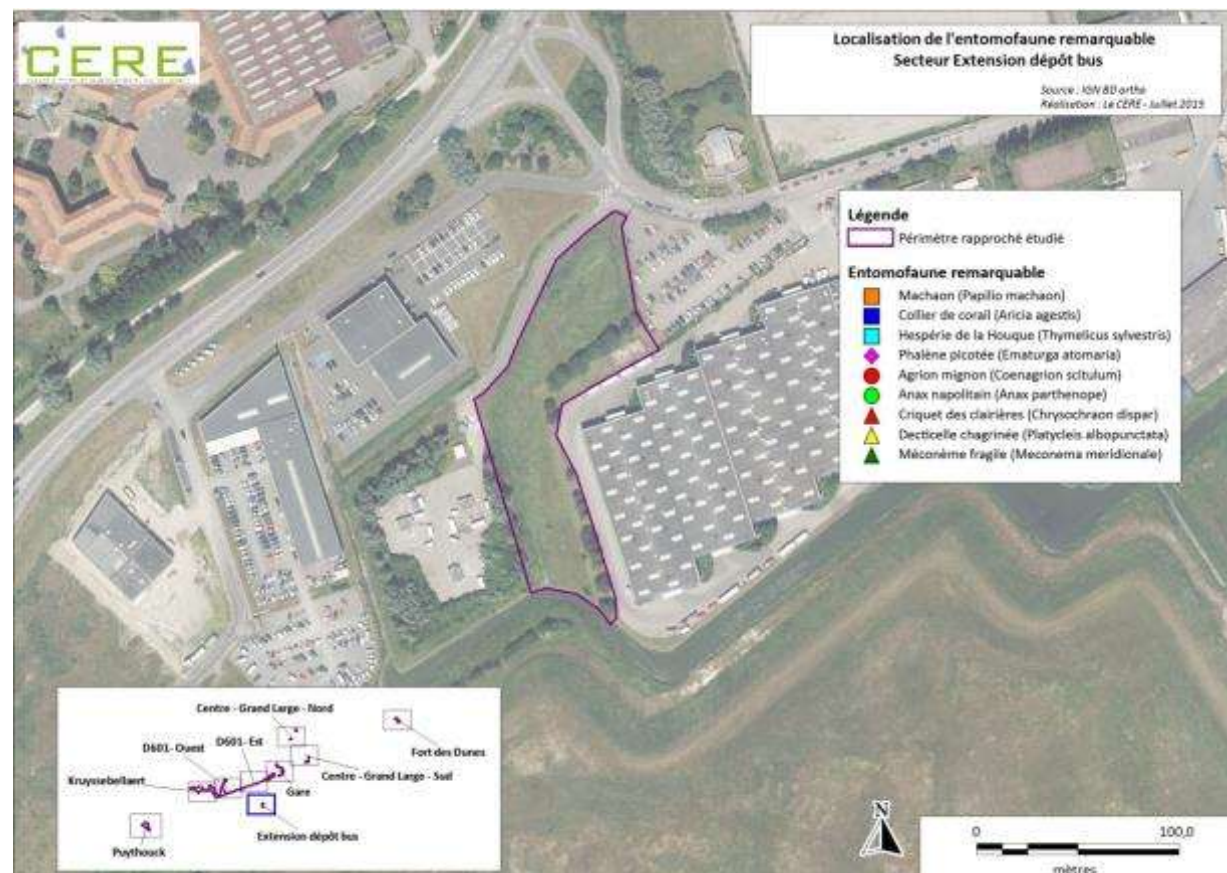 CERE
Localisation de l'entomofaune remarquable
Secteur Extension dépôt bus
Source : IGN BD ortho
Réalisation : Le CERE - Juillet 2015
Légende
Périmètre rapproché étudié
Entomofaune remarquable
Machaon (Papilio machaon)
Collier de corail (Aricia agestis)
Hespérie de la Houque (Thymelicus sylvestris)
Phalène picotée (Ematurga atomaria)
Agrion mignon (Coenagrion scitulum)
Anax napolitain (Anax parthenope)
Criquet des clairières (Chrysochraon dispar)
Decticelle chagrinée (Platycleis albopunctata)
Méconème fragile (Meconema meridionale)
Centre - Grand Large - Nord
Fort des Dunes
D601- Ouest
D601- Est
Kruyssebellaert
Centre - Grand Large - Sud
Gare
Extension dépôt bus
Puythouck
N
0
100,0
mètres